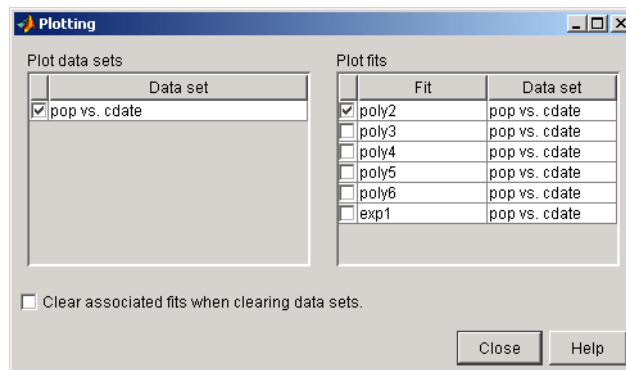 Plotting
Plot data sets
Data set
pop vs. cdate
Plot fits
Fit Data set
poly2 pop vs. cdate
poly3 pop vs. cdate
poly4 pop vs. cdate
poly5 pop vs. cdate
poly6 pop vs. cdate
exp1 pop vs. cdate
Clear associated fits when clearing data sets.
Close Help